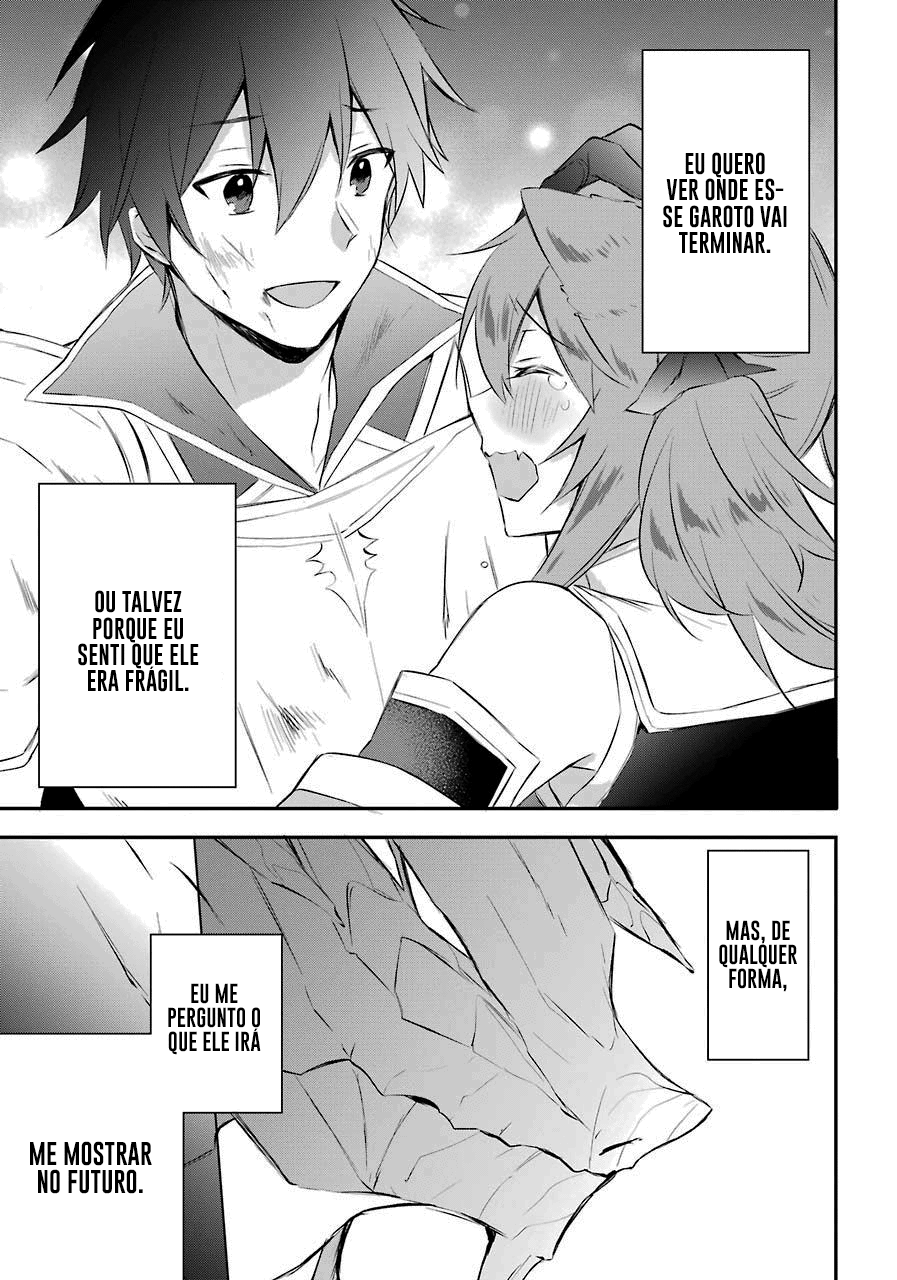 EU QUERO
VER ONDE ES-
SE GAROTO VAI
TERMINAR.
OU TALVEZ
PORQUE EU
SENTI QUE ELE
ERA FRÁGIL.
MAS, DE
QUALQUER
FORMA,
EU ME
PERGUNTO O
QUE ELE IRÁ
ME MOSTRAR
NO FUTURO.